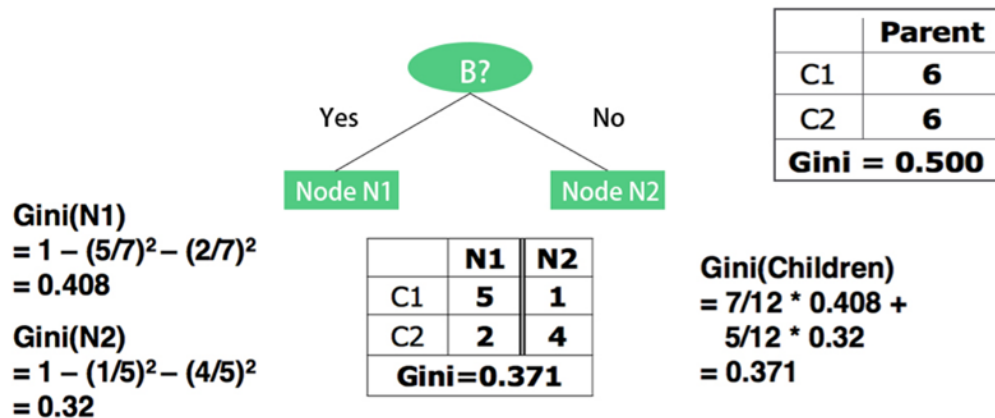 B?
Yes
No
Node N1
Node N2
Parent
C1 6
C2 6
Gini = 0.500
Gini(N1)
= 1 – (5/7)² – (2/7)²
= 0.408
Gini(N2)
= 1 – (1/5)² – (4/5)²
= 0.32
N1 N2
C1 5 1
C2 2 4
Gini=0.371
Gini(Children)
= 7/12 * 0.408 +
5/12 * 0.32
= 0.371